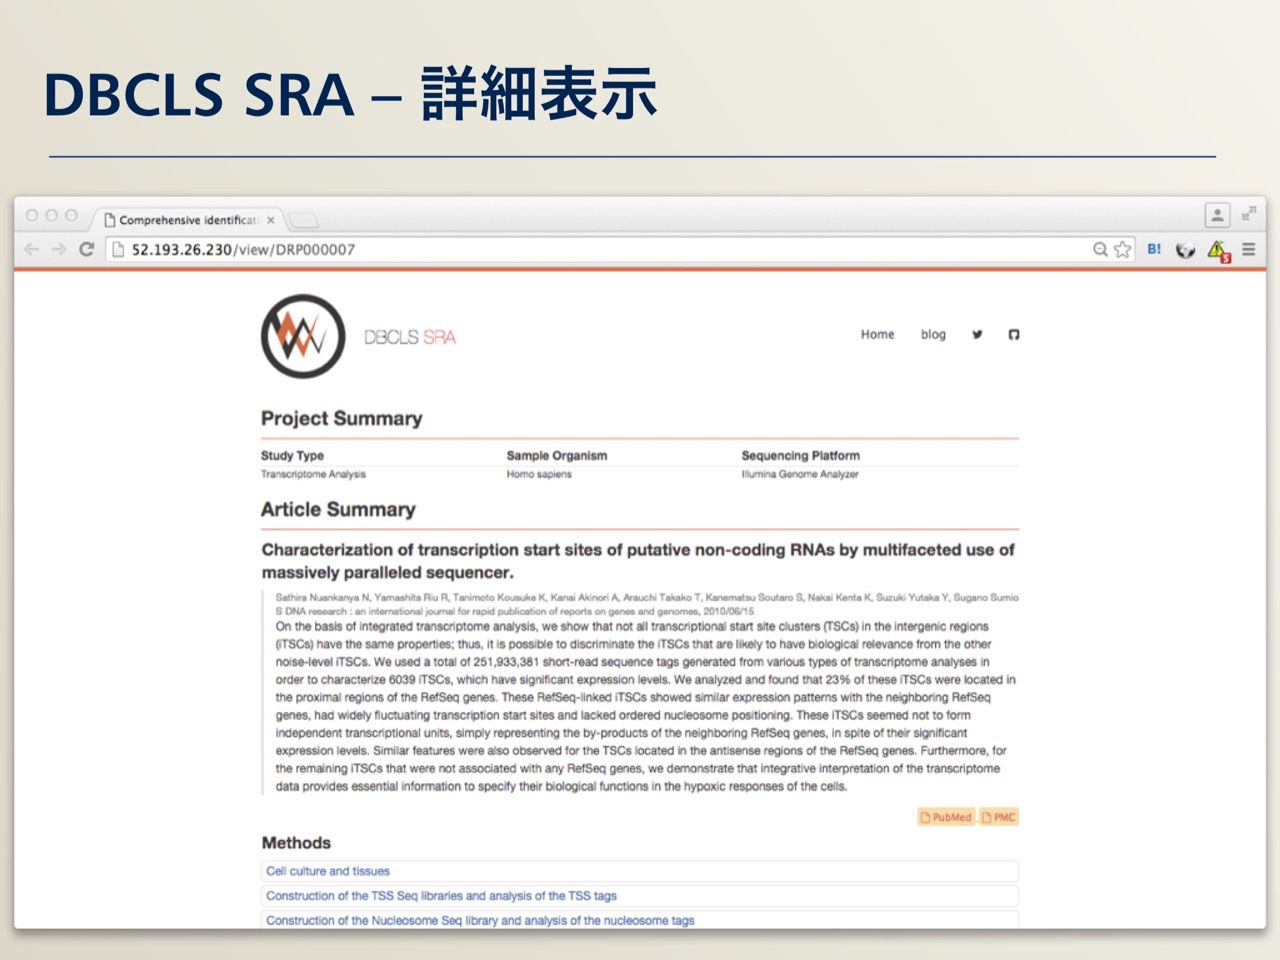 DBCLS SRA – 詳細表示
Comprehensive identificat
52.193.26.230/view/DRP000007
B!
5
DBCLS SRA
Home blog
Project Summary
Study Type Sample Organism Sequencing Platform
Transcriptome Analysis Homo sapiens Illumina Genome Analyzer
Article Summary
Characterization of transcription start sites of putative non-coding RNAs by multifaceted use of
massively paralleled sequencer.
Sathira Nuankanya N, Yamashita Riu R, Tanimoto Kousuke K, Kanai Akinori A, Arauchi Takako T, Kanematsu Soutaro S, Nakai Kenta K, Suzuki Yutaka Y, Sugano Sumio
S DNA research : an international journal for rapid publication of reports on genes and genomes, 2010/06/15
On the basis of integrated transcriptome analysis, we show that not all transcriptional start site clusters (TSCs) in the intergenic regions
(iTSCs) have the same properties; thus, it is possible to discriminate the iTSCs that are likely to have biological relevance from the other
noise-level iTSCs. We used a total of 251,933,381 short-read sequence tags generated from various types of transcriptome analyses in
order to characterize 6039 iTSCs, which have significant expression levels. We analyzed and found that 23% of these iTSCs were located in
the proximal regions of the RefSeq genes. These RefSeq-linked iTSCs showed similar expression patterns with the neighboring RefSeq
genes, had widely fluctuating transcription start sites and lacked ordered nucleosome positioning. These iTSCs seemed not to form
independent transcriptional units, simply representing the by-products of the neighboring RefSeq genes, in spite of their significant
expression levels. Similar features were also observed for the TSCs located in the antisense regions of the RefSeq genes. Furthermore, for
the remaining iTSCs that were not associated with any RefSeq genes, we demonstrate that integrative interpretation of the transcriptome
data provides essential information to specify their biological functions in the hypoxic responses of the cells.
PubMed PMC
Methods
Cell culture and tissues
Construction of the TSS Seq libraries and analysis of the TSS tags
Construction of the Nucleosome Seq library and analysis of the nucleosome tags